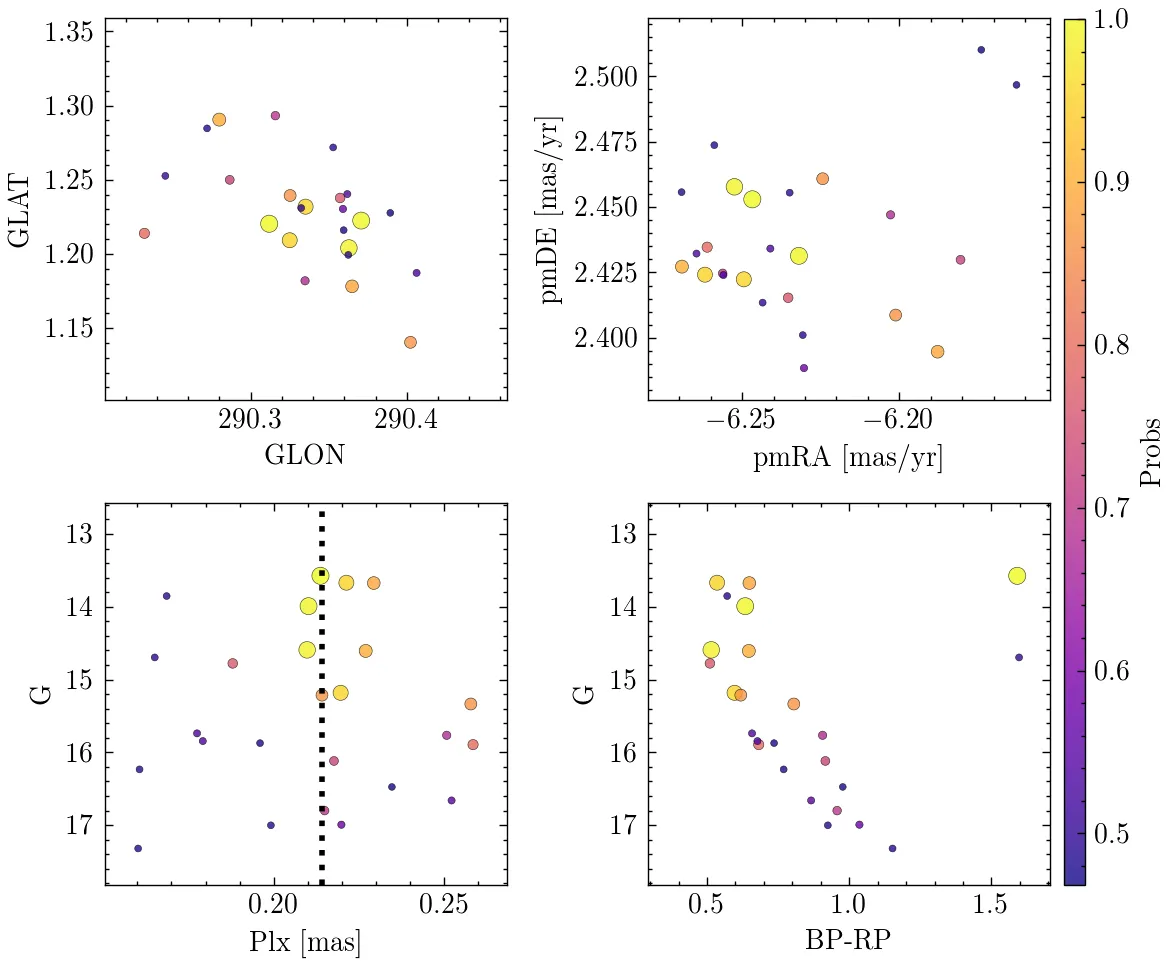 1.35
1.30
1.25
1.20
1.15
GLAT
290.3 290.4
GLON
2.500
2.475
2.450
2.425
2.400
pmDE [mas/yr]
−6.25 −6.20
pmRA [mas/yr]
13
14
15
16
17
G
0.20 0.25
Plx [mas]
13
14
15
16
17
G
0.5 1.0 1.5
BP-RP
1.0
0.9
0.8
0.7
0.6
0.5
Probs